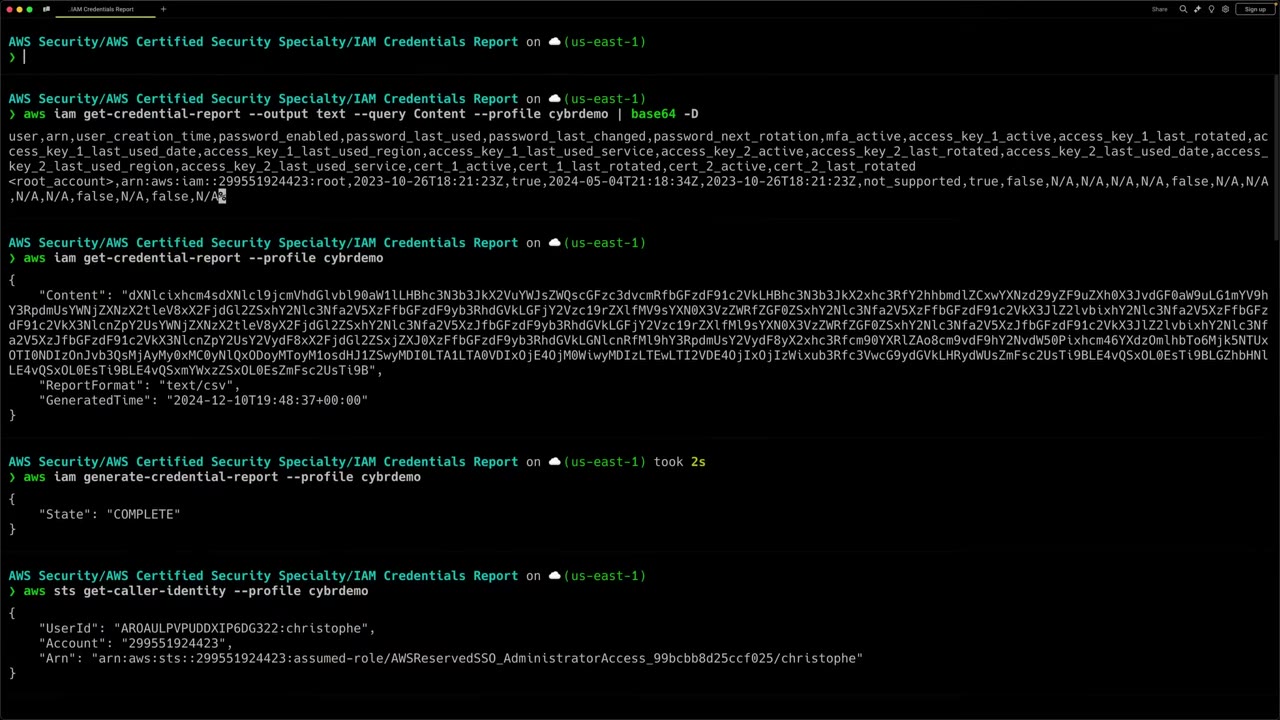 IAM Credentials Report
Share
Sign up
AWS Security/AWS Certified Security Specialty/IAM Credentials Report on (us-east-1)
❯
AWS Security/AWS Certified Security Specialty/IAM Credentials Report on (us-east-1)
❯ aws iam get-credential-report --output text --query Content --profile cybrdemo | base64 -D
user,arn,user_creation_time,password_enabled,password_last_used,password_last_changed,password_next_rotation,mfa_active,access_key_1_active,access_key_1_last_rotated,ac
cess_key_1_last_used_date,access_key_1_last_used_region,access_key_1_last_used_service,access_key_2_active,access_key_2_last_rotated,access_key_2_last_used_date,access_
key_2_last_used_region,access_key_2_last_used_service,cert_1_active,cert_1_last_rotated,cert_2_active,cert_2_last_rotated
<root_account>,arn:aws:iam::299551924423:root,2023-10-26T18:21:23Z,true,2024-05-04T21:18:34Z,2023-10-26T18:21:23Z,not_supported,true,false,N/A,N/A,N/A,N/A,false,N/A,N/A
,N/A,N/A,false,N/A,false,N/A%
AWS Security/AWS Certified Security Specialty/IAM Credentials Report on (us-east-1)
❯ aws iam get-credential-report --profile cybrdemo
{
"Content":
"ReportFormat": "text/csv",
"GeneratedTime": "2024-12-10T19:48:37+00:00"
}
AWS Security/AWS Certified Security Specialty/IAM Credentials Report on (us-east-1) took 2s
❯ aws iam generate-credential-report --profile cybrdemo
{
"State": "COMPLETE"
}
AWS Security/AWS Certified Security Specialty/IAM Credentials Report on (us-east-1)
❯ aws sts get-caller-identity --profile cybrdemo
{
"UserId": "AROAULPVPUDDXIP6DG322:christophe",
"Account": "299551924423",
"Arn": "arn:aws:sts::299551924423:assumed-role/AWSReservedSSO_AdministratorAccess_99bcbb8d25ccf025/christophe"
}